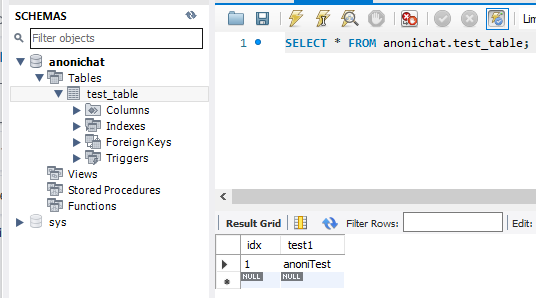 SCHEMAS
Filter objects
anonichat
Tables
test_table
Columns
Indexes
Foreign Keys
Triggers
Views
Stored Procedures
Functions
sys
Lim
1 SELECT * FROM anonichat.test_table;
Result Grid Filter Rows: Edit:
idx test1
1 anoniTest
NULL NULL